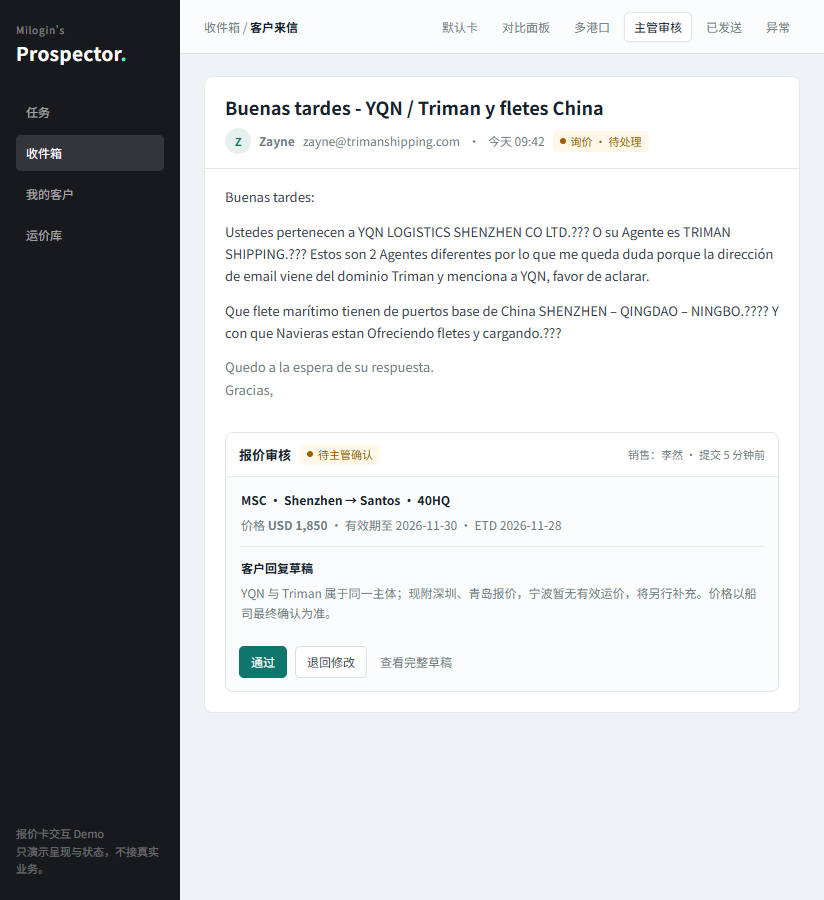 Milogin's
Prospector.
任务
收件箱
我的客户
运价库
报价卡交互 Demo
只演示呈现与状态，不接真实
业务。
收件箱 / 客户来信
默认卡 对比面板 多港口 主管审核 已发送 异常
Buenas tardes - YQN / Triman y fletes China
Z Zayne zayne@trimanshipping.com · 今天 09:42 询价 · 待处理
Buenas tardes:
Ustedes pertenecen a YQN LOGISTICS SHENZHEN CO LTD.??? O su Agente es TRIMAN
SHIPPING.??? Estos son 2 Agentes diferentes por lo que me queda duda porque la dirección
de email viene del dominio Triman y menciona a YQN, favor de aclarar.
Que flete marítimo tienen de puertos base de China SHENZHEN – QINGDAO – NINGBO.???? Y
con que Navieras estan Ofreciendo fletes y cargando.???
Quedo a la espera de su respuesta.
Gracias,
报价审核 待主管确认 销售：李然 · 提交 5 分钟前
MSC · Shenzhen → Santos · 40HQ
价格 USD 1,850 · 有效期至 2026-11-30 · ETD 2026-11-28
客户回复草稿
YQN 与 Triman 属于同一主体；现附深圳、青岛报价，宁波暂无有效运价，将另行补充。价格以船
司最终确认为准。
通过 退回修改 查看完整草稿